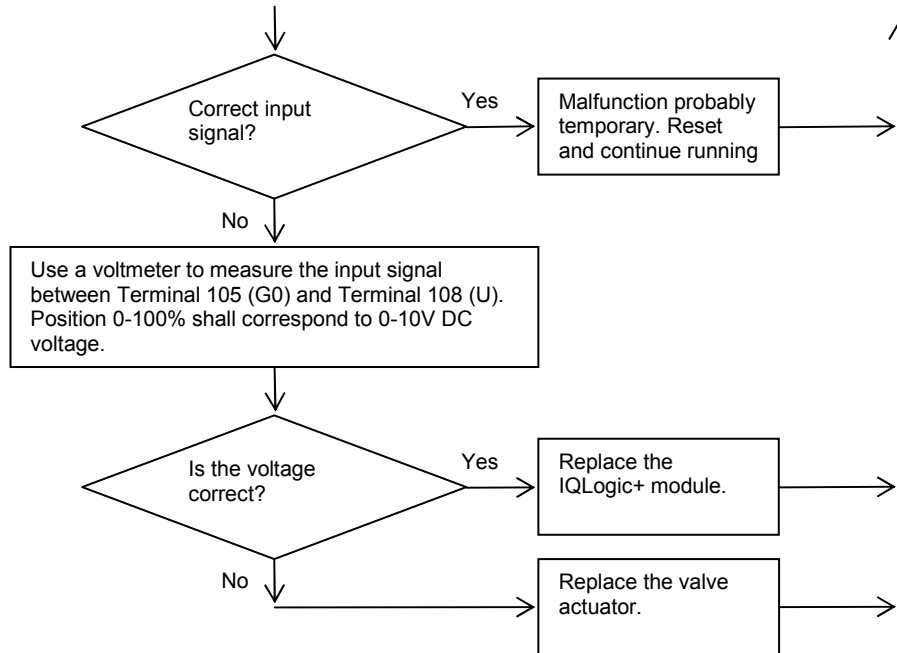 Correct input
signal?
Yes
Malfunction probably
temporary. Reset
and continue running
No
Use a voltmeter to measure the input signal
between Terminal 105 (G0) and Terminal 108 (U).
Position 0-100% shall correspond to 0-10V DC
voltage.
Is the voltage
correct?
Yes
Replace the
IQLogic+ module.
No
Replace the valve
actuator.